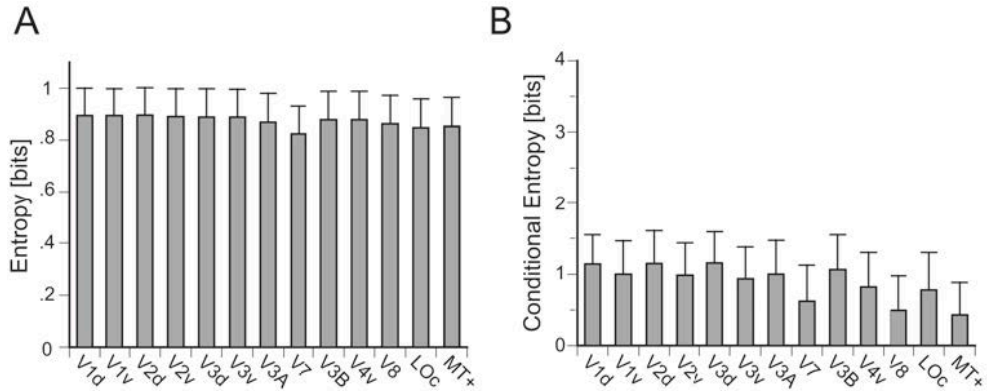 A
Entropy [bits]
1
.8
.6
.4
.2
0
V1d V1v V2d V2v V3d V3v V3A V7 V3B V4v V8 LOc MT+
B
Conditional Entropy [bits]
4
3
2
1
0
V1d V1v V2d V2v V3d V3v V3A V7 V3B V4v V8 LOc MT+